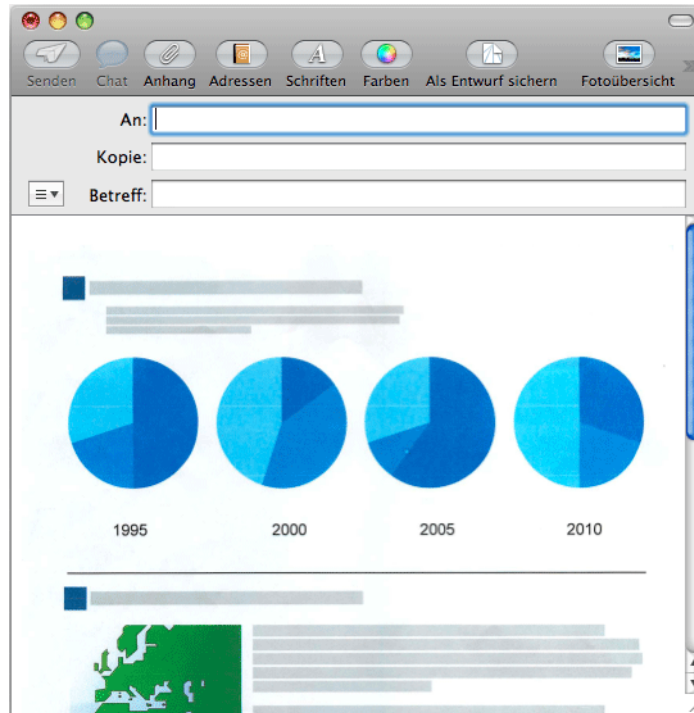 Senden Chat Anhang Adressen Schriften Farben Als Entwurf sichern Fotoübersicht
An:
Kopie:
Betreff:
1995 2000 2005 2010